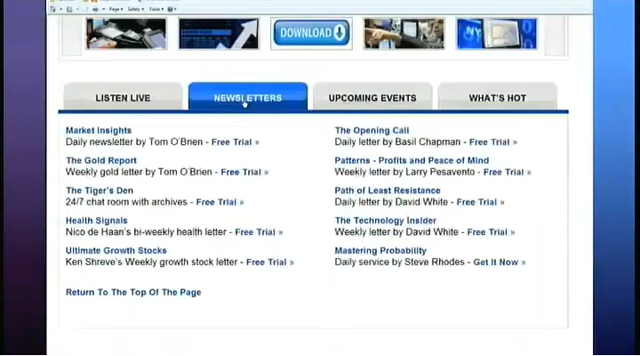 Page
Safety
Tools
DOWNLOAD
NY
LISTEN LIVE
NEWSLETTERS
UPCOMING EVENTS
WHAT'S HOT
Market Insights
Daily newsletter by Tom O'Brien - Free Trial »
The Gold Report
Weekly gold letter by Tom O'Brien - Free Trial »
The Tiger's Den
24/7 chat room with archives - Free Trial »
Health Signals
Nico de Haan's bi-weekly health letter - Free Trial »
Ultimate Growth Stocks
Ken Shreve's Weekly growth stock letter - Free Trial »
Return To The Top Of The Page
The Opening Call
Daily letter by Basil Chapman - Free Trial »
Patterns - Profits and Peace of Mind
Weekly letter by Larry Pesavento - Free Trial »
Path of Least Resistance
Daily letter by David White - Free Trial »
The Technology Insider
Weekly letter by David White - Free Trial »
Mastering Probability
Daily service by Steve Rhodes - Get It Now »